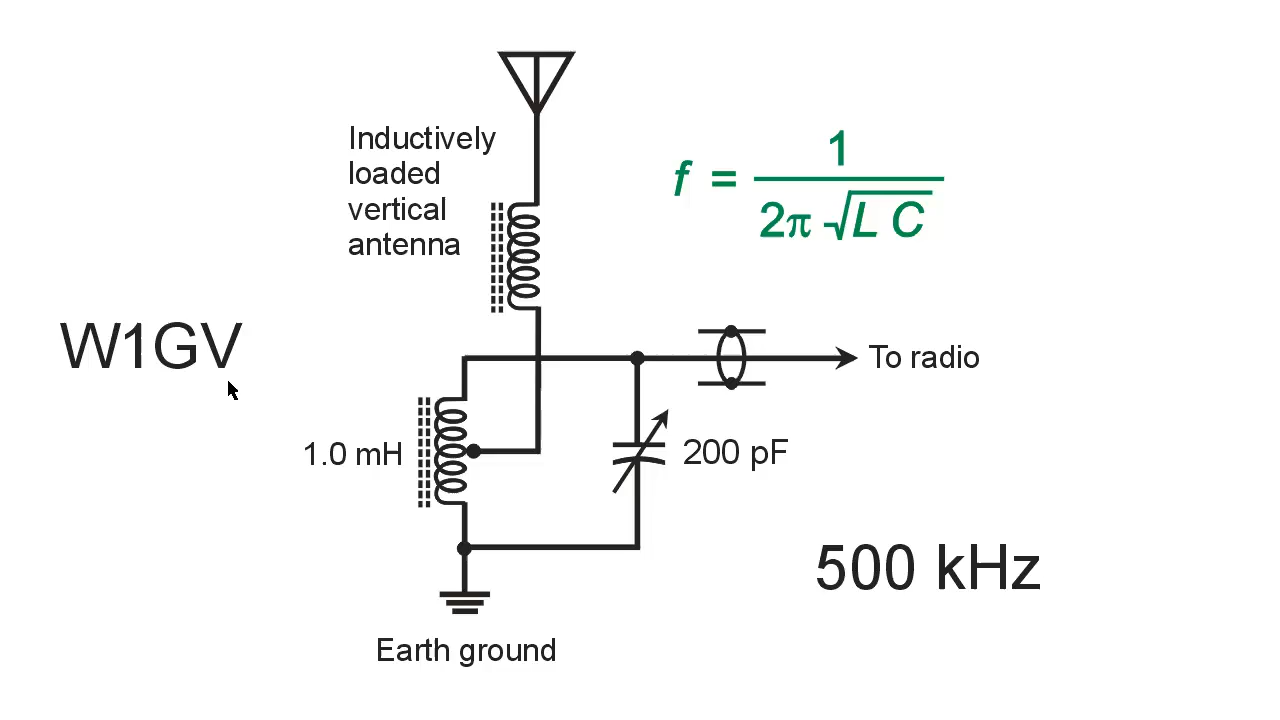 Inductively
loaded
vertical
antenna
f = 1 / 2π √L C
W1GV
To radio
1.0 mH
200 pF
500 kHz
Earth ground